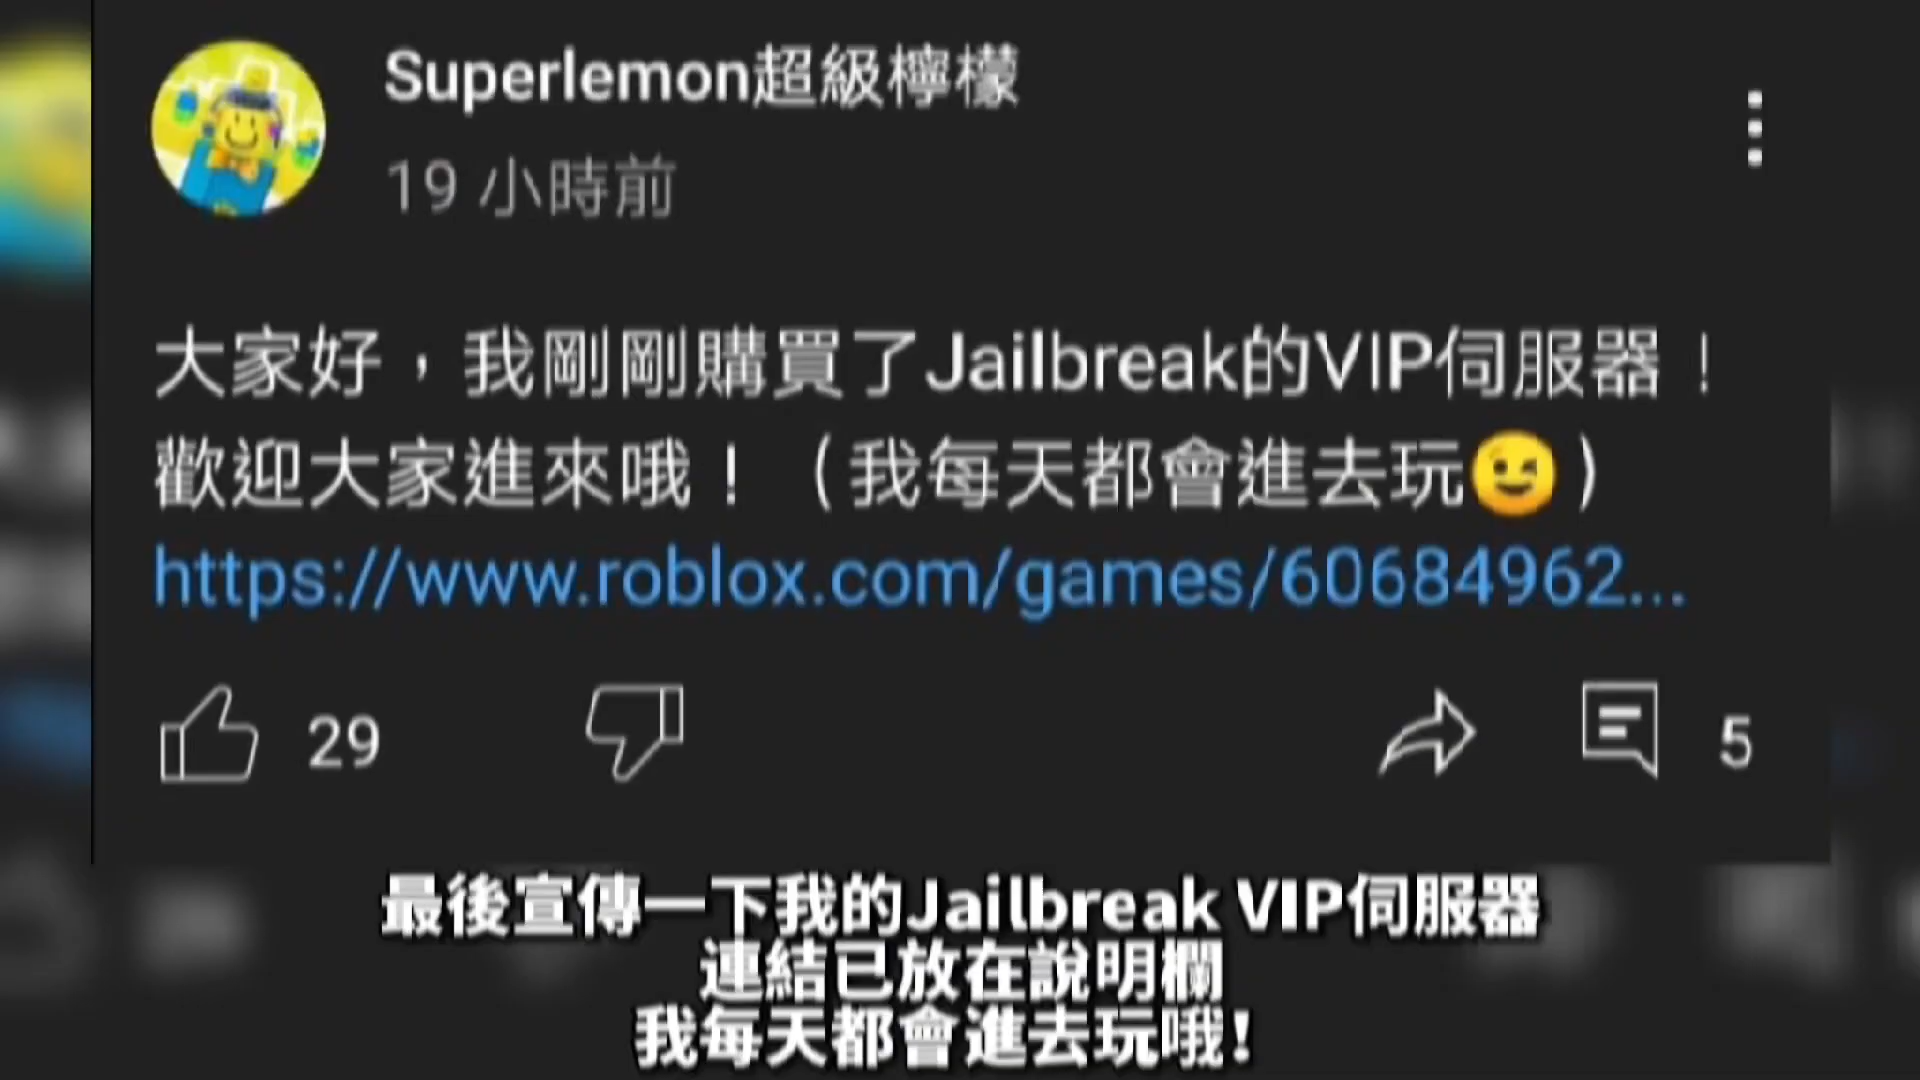 Superlemon超級檸檬
19 小時前
大家好，我剛剛購買了Jailbreak的VIP伺服器！
歡迎大家進來哦！（我每天都會進去玩😉）
https://www.roblox.com/games/60684962...
29
5
最後宣傳一下我的Jailbreak VIP伺服器
連結已放在說明欄
我每天都會進去玩哦!